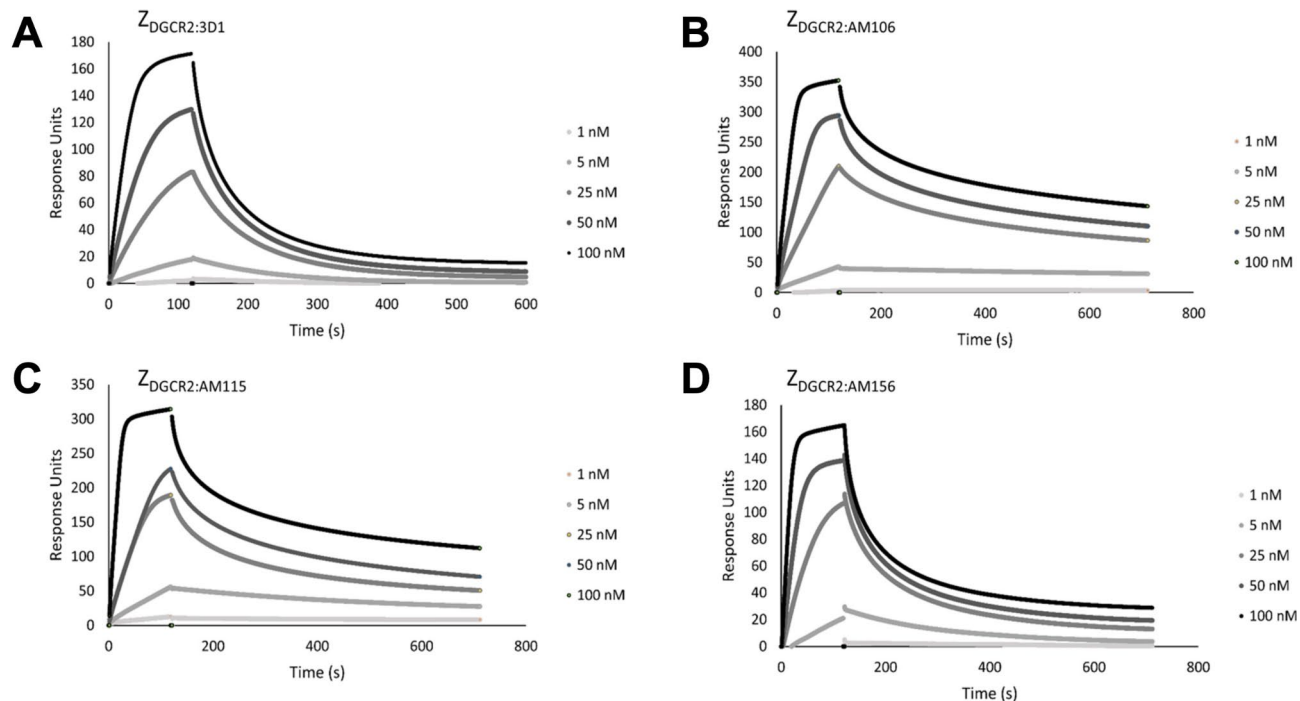 A
Z DGCR2:3D1
180
160
140
120
100
80
60
40
20
0
Response Units
0 100 200 300 400 500 600
Time (s)
1 nM
5 nM
25 nM
50 nM
100 nM
B
Z DGCR2:AM106
400
350
300
250
200
150
100
50
0
Response Units
0 200 400 600 800
Time (s)
1 nM
5 nM
25 nM
50 nM
100 nM
C
Z DGCR2:AM115
350
300
250
200
150
100
50
0
Response Units
0 200 400 600 800
Time (s)
1 nM
5 nM
25 nM
50 nM
100 nM
D
Z DGCR2:AM156
180
160
140
120
100
80
60
40
20
0
Response Units
0 200 400 600 800
Time (s)
1 nM
5 nM
25 nM
50 nM
100 nM